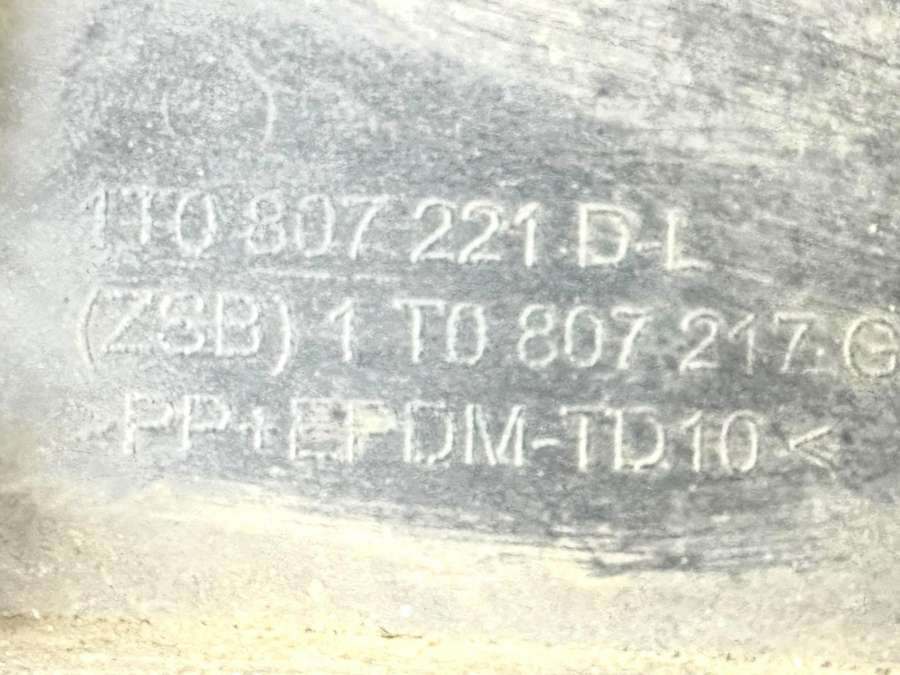 1T0 807 221 D-L
(ZSB) 1 T0 807 217 G
PP+EPDM-TD10<